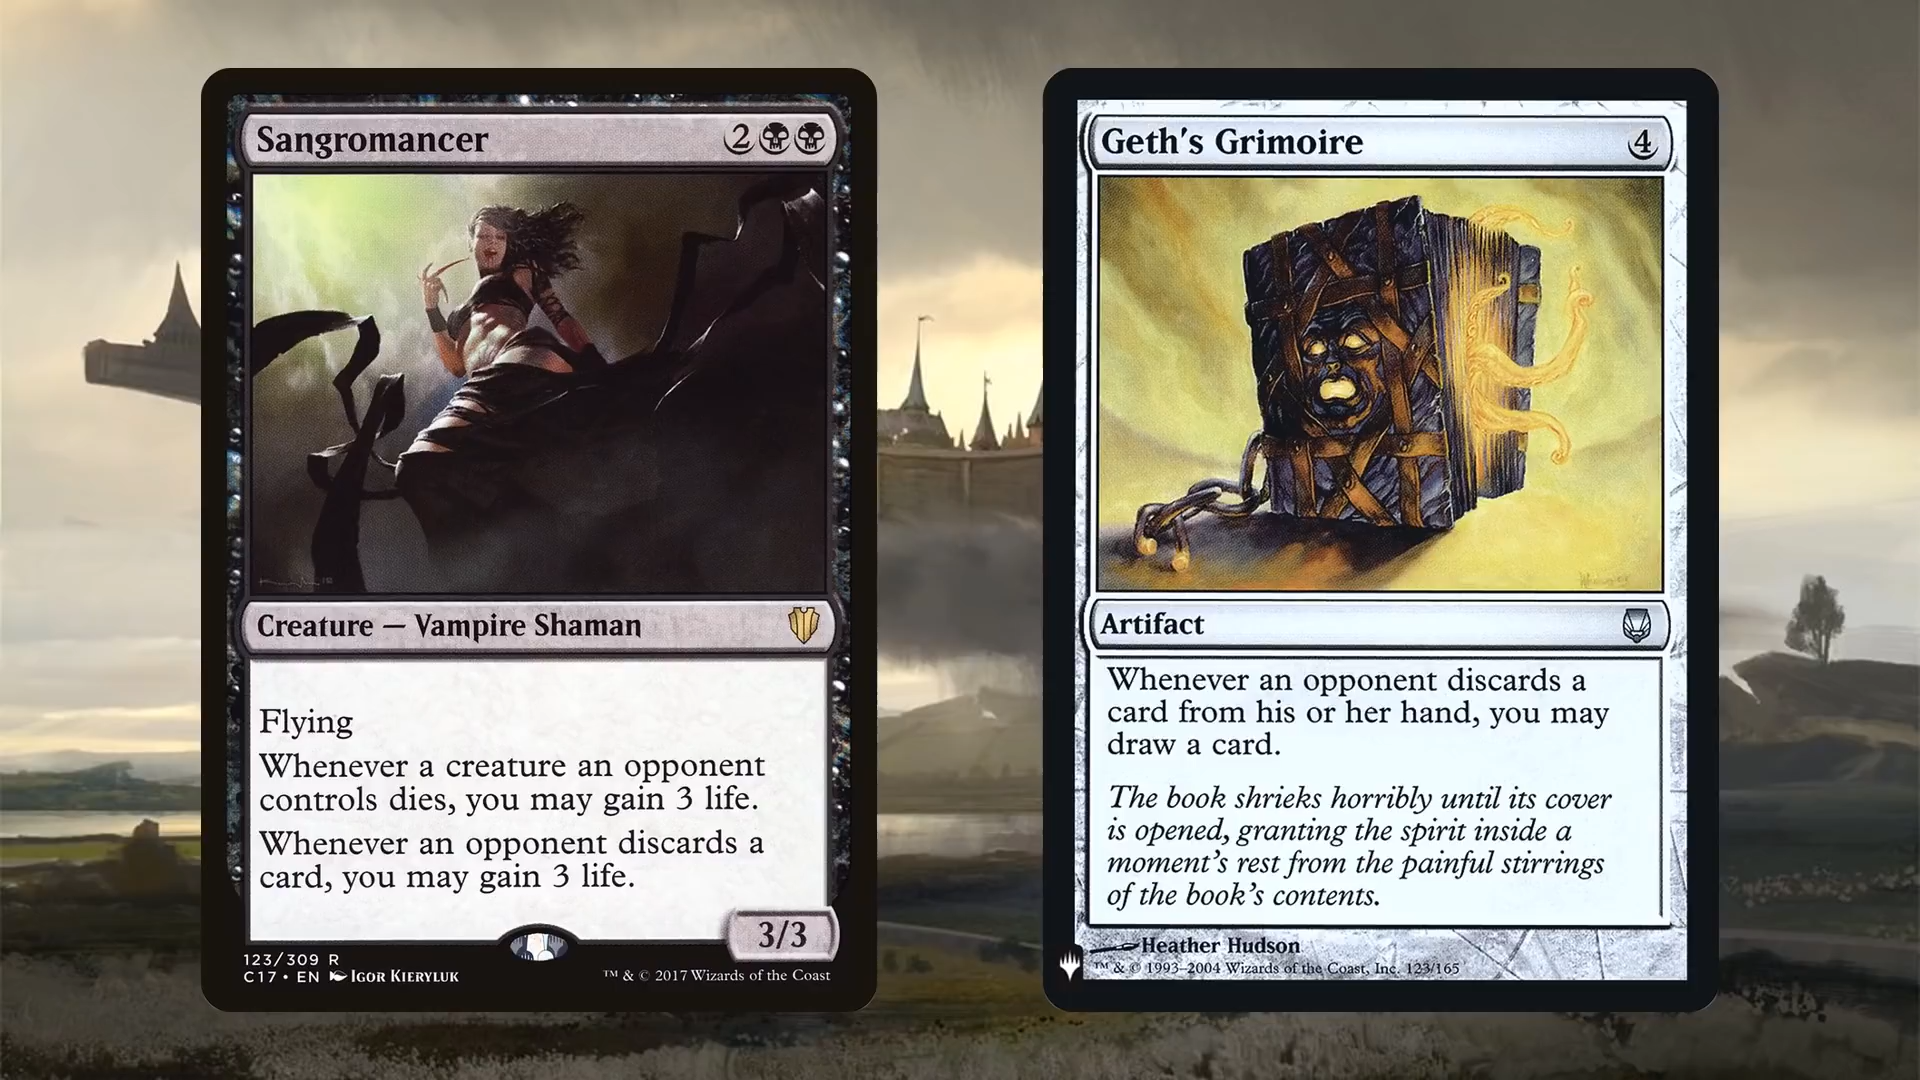 Sangromancer
2
Creature — Vampire Shaman
Flying
Whenever a creature an opponent
controls dies, you may gain 3 life.
Whenever an opponent discards a
card, you may gain 3 life.
3/3
123/309 R
C17 • EN Igor Kieryluk
™ & © 2017 Wizards of the Coast
Geth's Grimoire
4
Artifact
Whenever an opponent discards a
card from his or her hand, you may
draw a card.
The book shrieks horribly until its cover
is opened, granting the spirit inside a
moment's rest from the painful stirrings
of the book's contents.
Heather Hudson
™ & © 1993–2004 Wizards of the Coast, Inc. 123/165